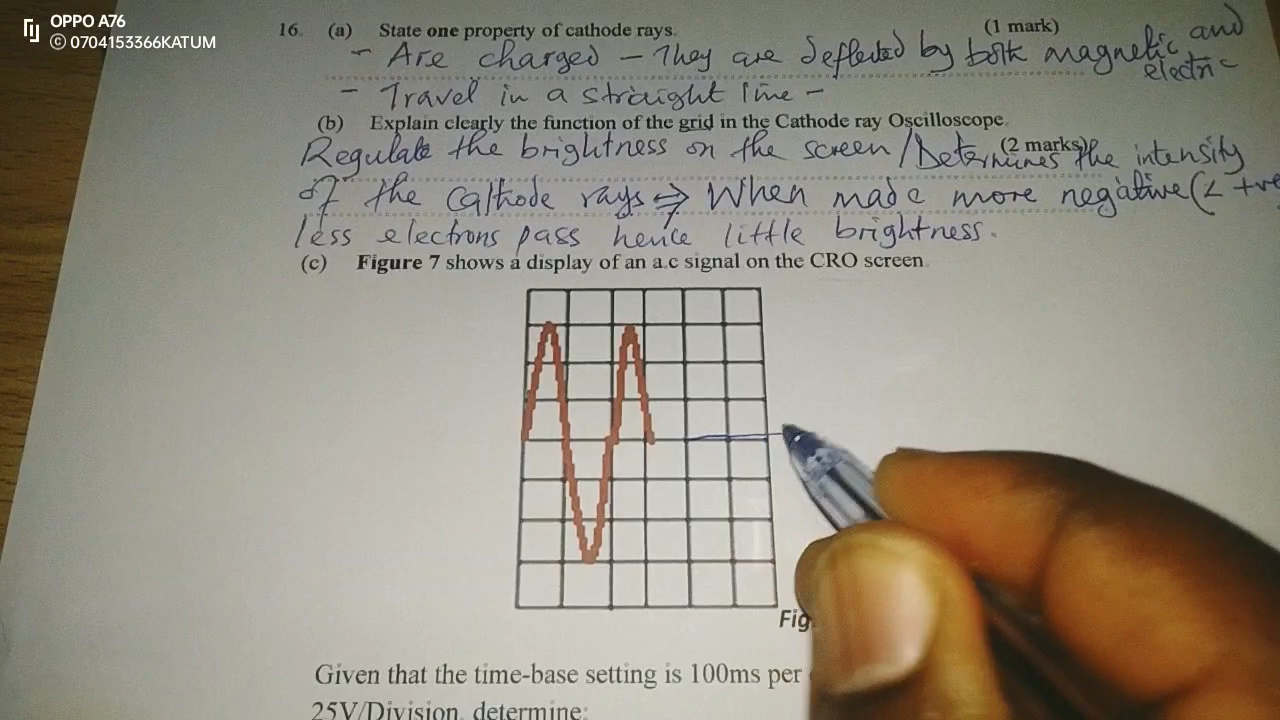 OPPO A76
© 0704153366KATUM
16. (a) State one property of cathode rays. (1 mark)
- Are charged - They are deflected by both magnetic and electric
- Travel in a straight line -
(b) Explain clearly the function of the grid in the Cathode ray Oscilloscope.
(2 marks)
Regulate the brightness on the screen / Determines the intensity
of the cathode rays => When made more negative (< +ve
less electrons pass hence little brightness.
(c) Figure 7 shows a display of an a.c signal on the CRO screen.
Fig
Given that the time-base setting is 100ms per
25V/Division, determine: